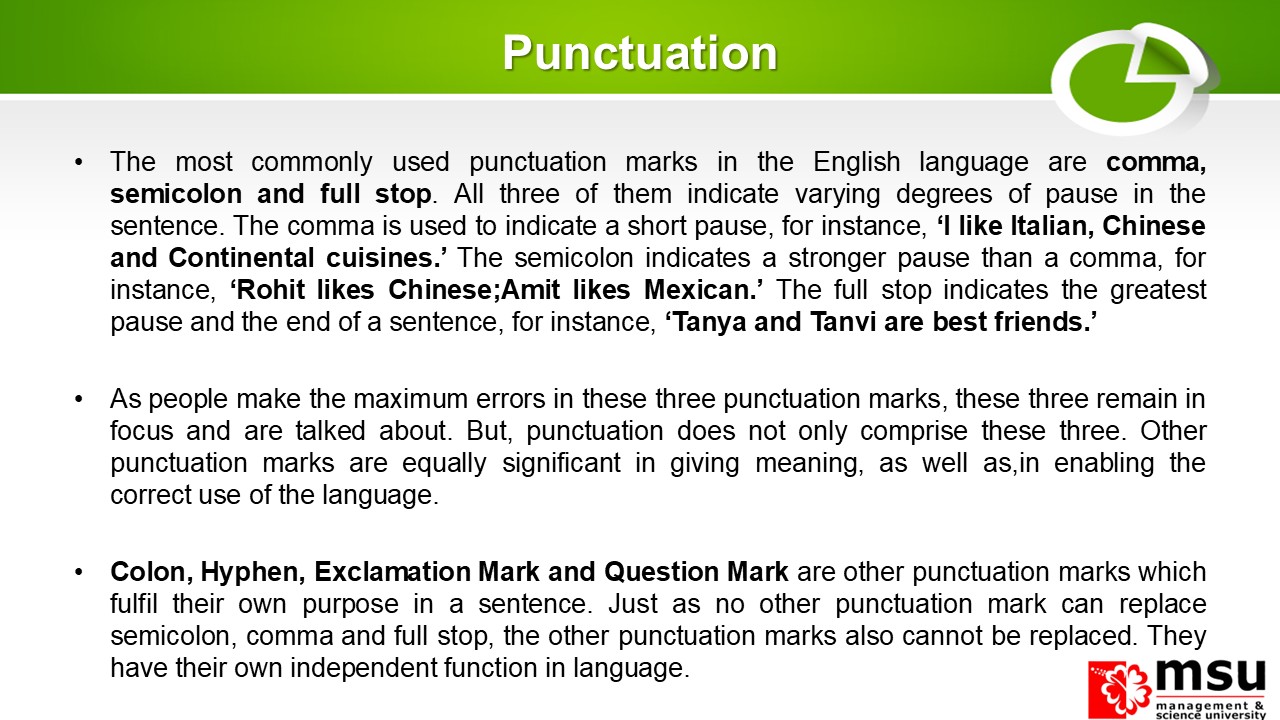 Punctuation
• The most commonly used punctuation marks in the English language are comma,
semicolon and full stop. All three of them indicate varying degrees of pause in the
sentence. The comma is used to indicate a short pause, for instance, ‘I like Italian, Chinese
and Continental cuisines.’ The semicolon indicates a stronger pause than a comma, for
instance, ‘Rohit likes Chinese;Amit likes Mexican.’ The full stop indicates the greatest
pause and the end of a sentence, for instance, ‘Tanya and Tanvi are best friends.’
• As people make the maximum errors in these three punctuation marks, these three remain in
focus and are talked about. But, punctuation does not only comprise these three. Other
punctuation marks are equally significant in giving meaning, as well as,in enabling the
correct use of the language.
• Colon, Hyphen, Exclamation Mark and Question Mark are other punctuation marks which
fulfil their own purpose in a sentence. Just as no other punctuation mark can replace
semicolon, comma and full stop, the other punctuation marks also cannot be replaced. They
have their own independent function in language.
msu
management &
science university